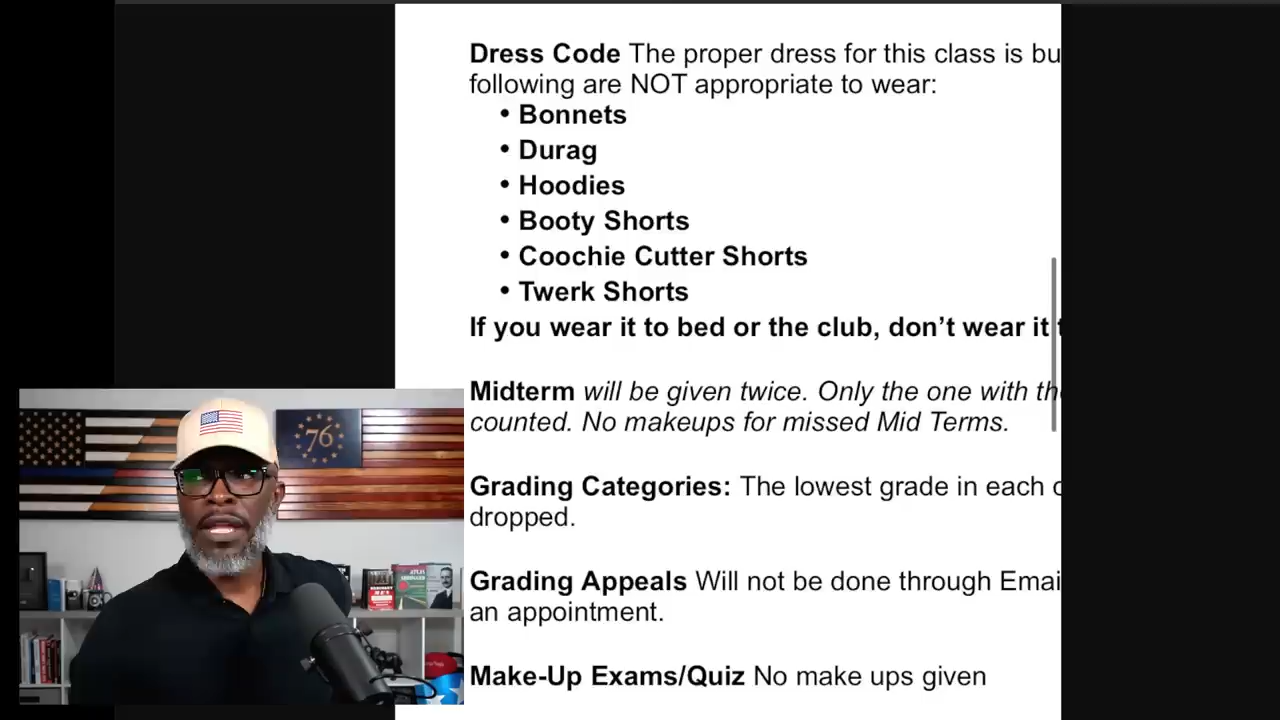 Dress Code The proper dress for this class is bu
following are NOT appropriate to wear:
• Bonnets
• Durag
• Hoodies
• Booty Shorts
• Coochie Cutter Shorts
• Twerk Shorts
If you wear it to bed or the club, don’t wear it
Midterm will be given twice. Only the one with th
counted. No makeups for missed Mid Terms.
Grading Categories: The lowest grade in each c
dropped.
Grading Appeals Will not be done through Emai
an appointment.
Make-Up Exams/Quiz No make ups given
76